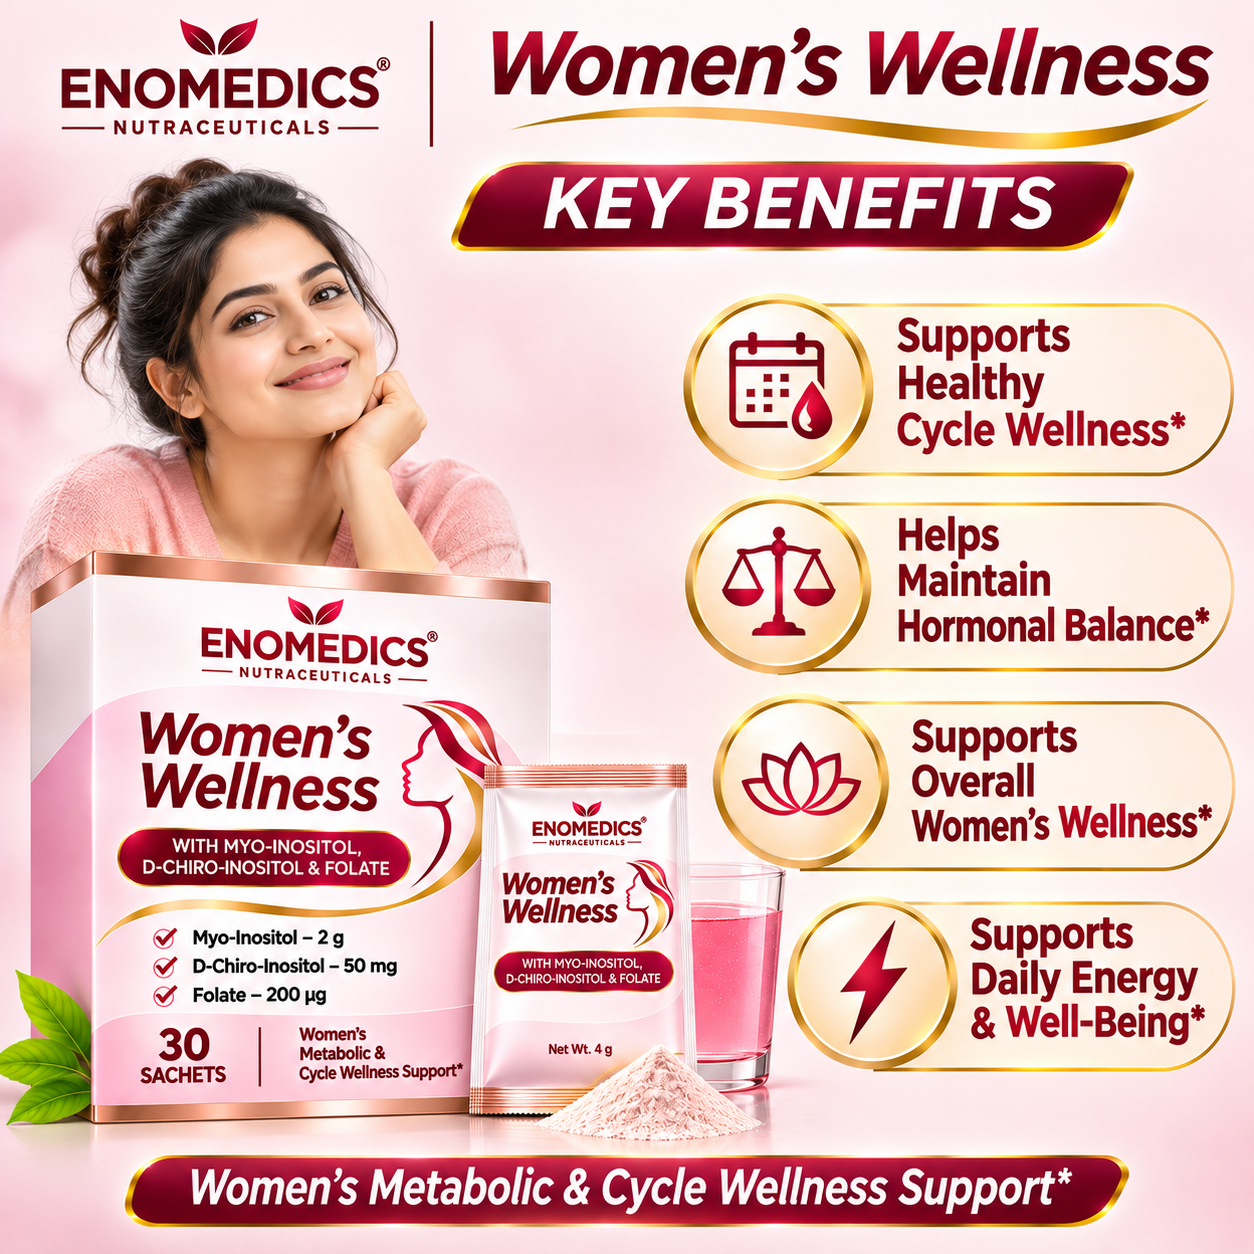 ENOMEDICS®
NUTRACEUTICALS
Women's Wellness
KEY BENEFITS
Supports
Healthy
Cycle Wellness*
Helps
Maintain
Hormonal Balance*
Supports
Overall
Women's Wellness*
Supports
Daily Energy
& Well-Being*
ENOMEDICS®
NUTRACEUTICALS
Women's
Wellness
WITH MYO-INOSITOL,
D-CHIRO-INOSITOL & FOLATE
Myo-Inositol – 2 g
D-Chiro-Inositol – 50 mg
Folate – 200 µg
30
SACHETS
Women's
Metabolic &
Cycle Wellness Support*
ENOMEDICS®
NUTRACEUTICALS
Women's
Wellness
WITH MYO-INOSITOL,
D-CHIRO-INOSITOL & FOLATE
Net Wt. 4 g
Women's Metabolic & Cycle Wellness Support*